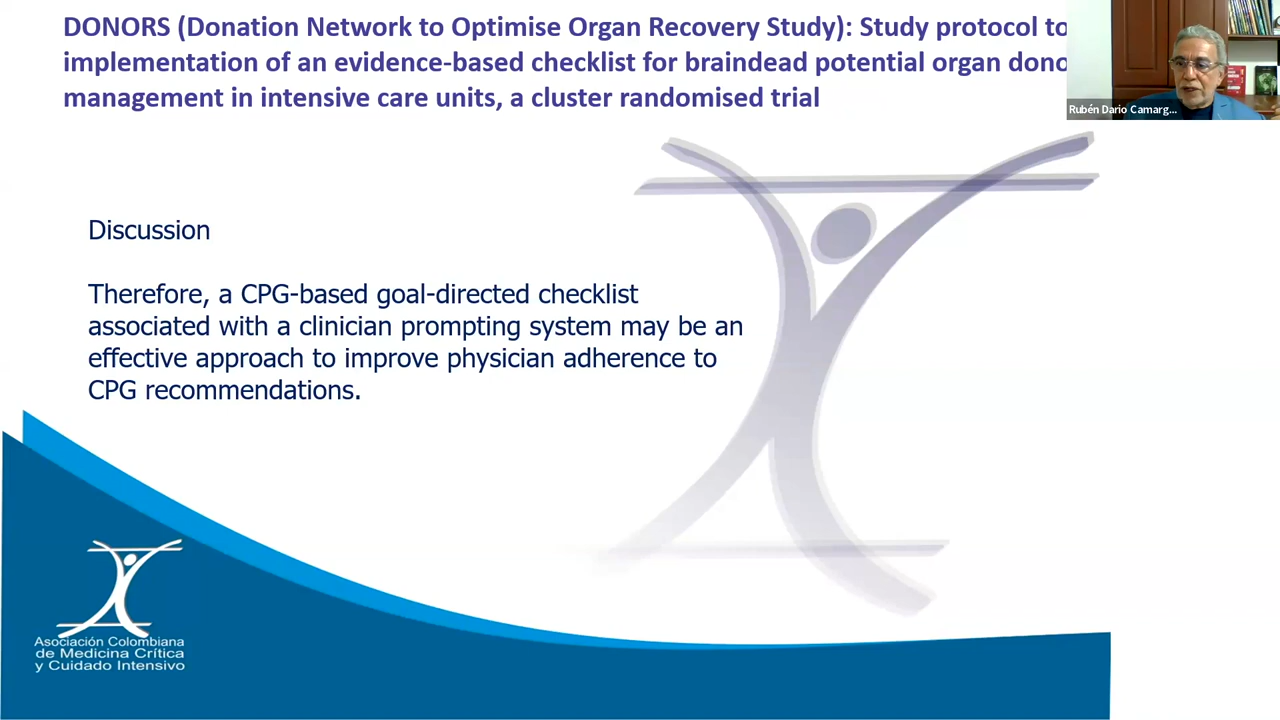 DONORS (Donation Network to Optimise Organ Recovery Study): Study protocol to
implementation of an evidence-based checklist for braindead potential organ dono
management in intensive care units, a cluster randomised trial
Rubén Dario Camarg...
Discussion
Therefore, a CPG-based goal-directed checklist
associated with a clinician prompting system may be an
effective approach to improve physician adherence to
CPG recommendations.
Asociación Colombiana
de Medicina Crítica
y Cuidado Intensivo